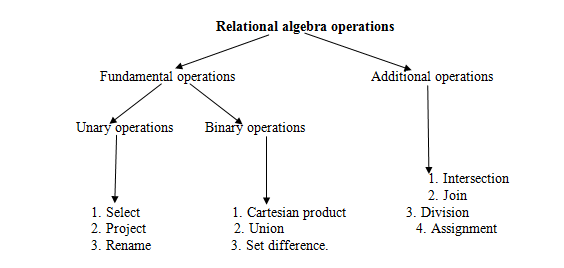 Relational algebra operations
Fundamental operations
Additional operations
Unary operations
Binary operations
1. Select
2. Project
3. Rename
1. Cartesian product
2. Union
3. Set difference.
1. Intersection
2. Join
3. Division
4. Assignment